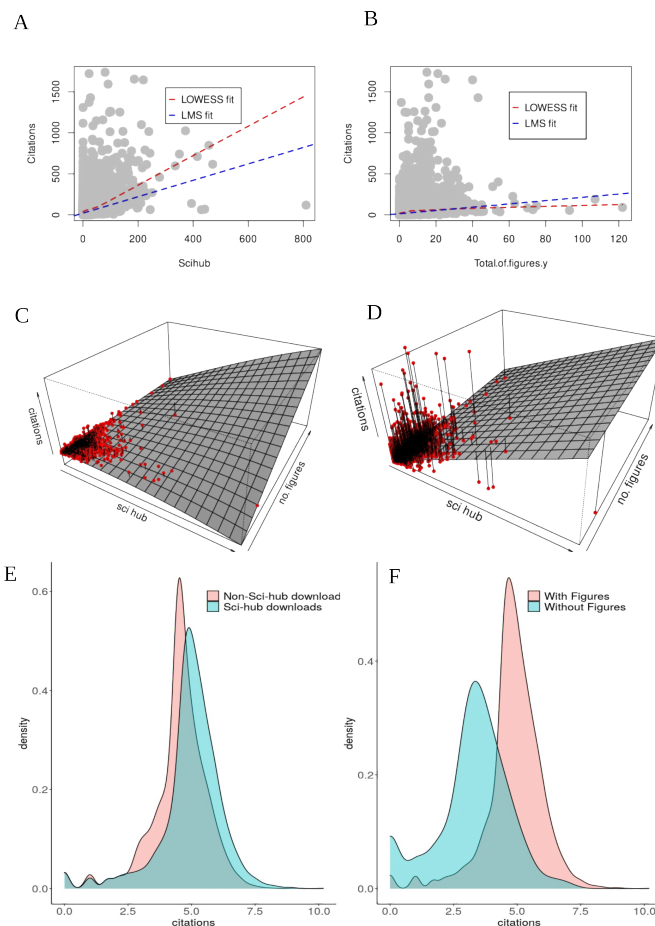 A
B
1500
1000
500
0
Citations
LOWESS fit
LMS fit
0
200
400
600
800
Scihub
1500
1000
500
0
Citations
LOWESS fit
LMS fit
0
20
40
60
80
100
120
Total.of.figures.y
C
D
citations
sci hub
no. figures
citations
sci hub
no. figures
E
F
0.6
0.4
0.2
0.0
density
Non-Sci-hub download
Sci-hub downloads
0.0
2.5
5.0
7.5
10.0
citations
0.4
0.2
0.0
density
With Figures
Without Figures
0.0
2.5
5.0
7.5
10.0
citations